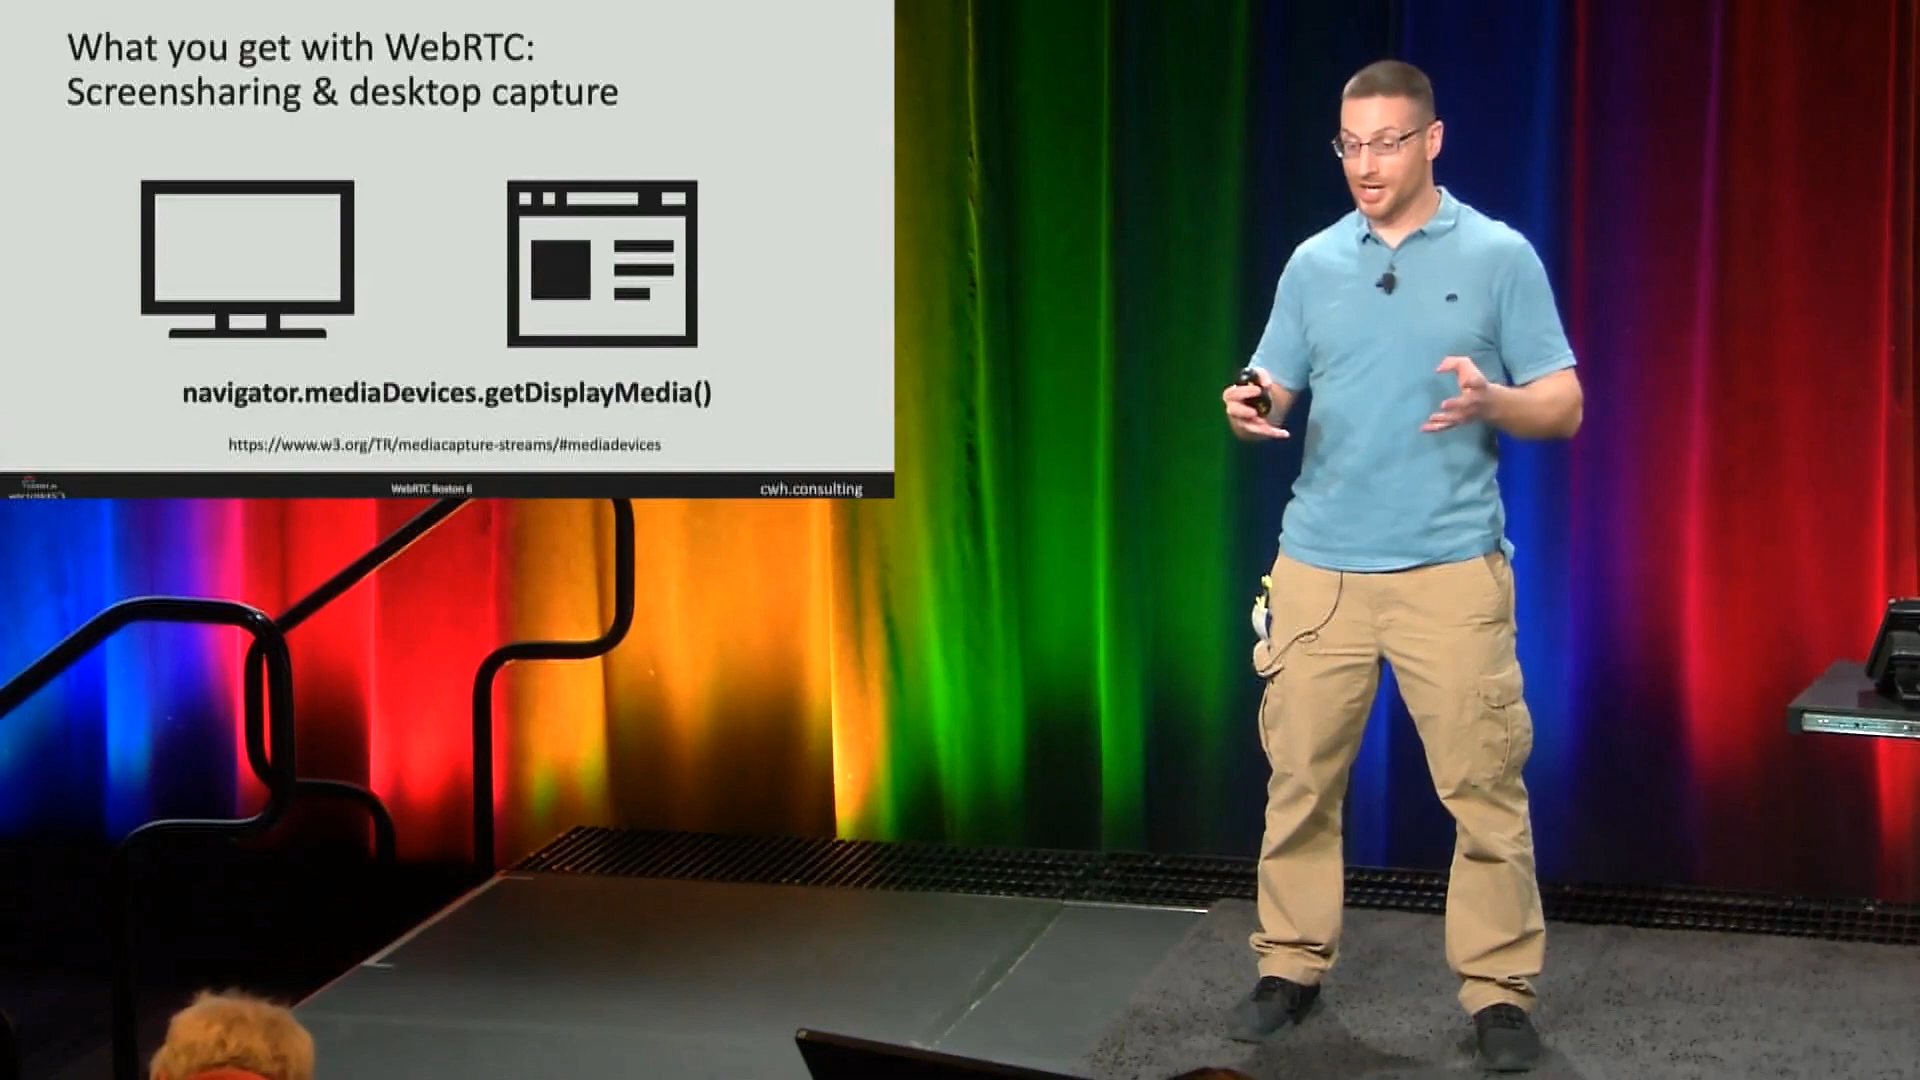 What you get with WebRTC:
Screensharing & desktop capture
navigator.mediaDevices.getDisplayMedia()
https://www.w3.org/TR/mediacapture-streams/#mediadevices
WebRTC Boston 6
cwh.consulting